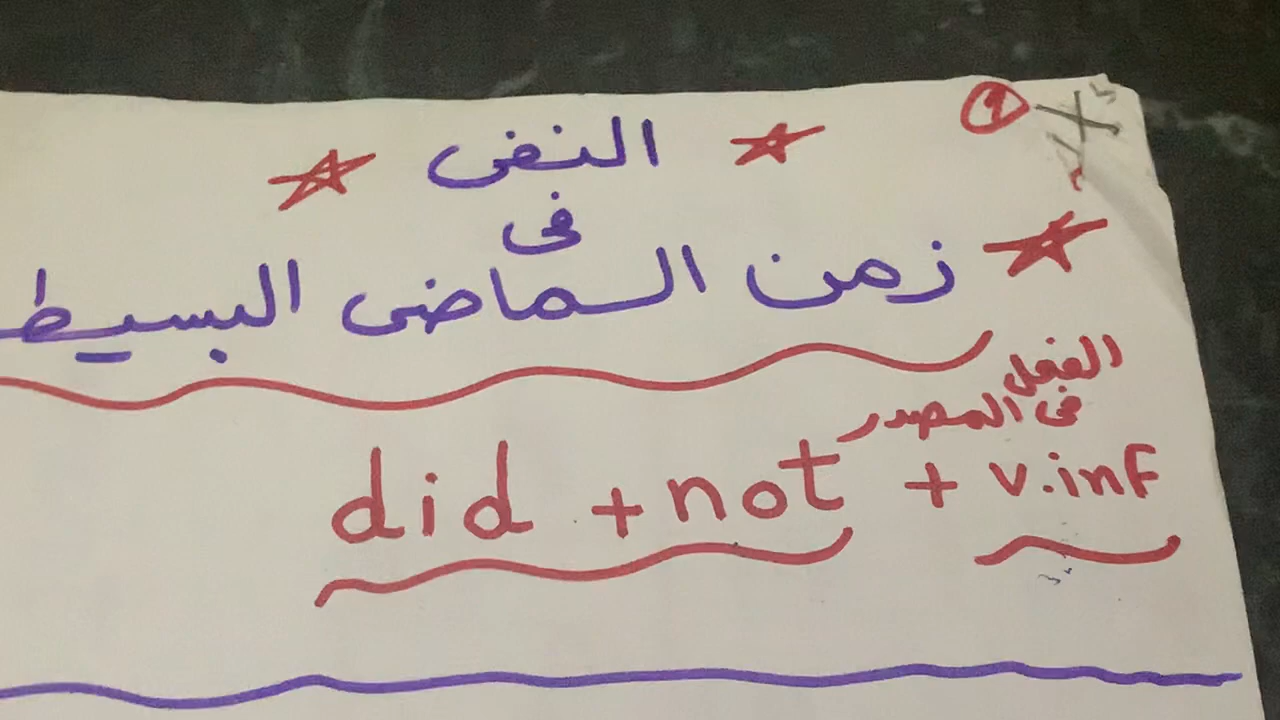 النفى
فى
زمن الماضى البسيط
الفعل
فى المصدر
did + not + v.inf